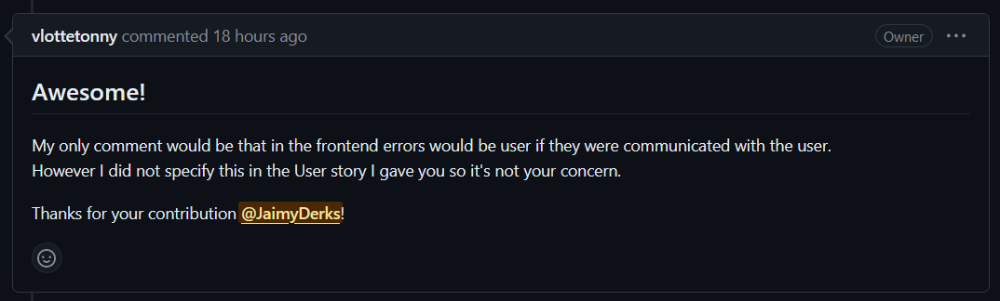 vlottetonny commented 18 hours ago
Owner
Awesome!
My only comment would be that in the frontend errors would be user if they were communicated with the user.
However I did not specify this in the User story I gave you so it's not your concern.
Thanks for your contribution @JaimyDerks!